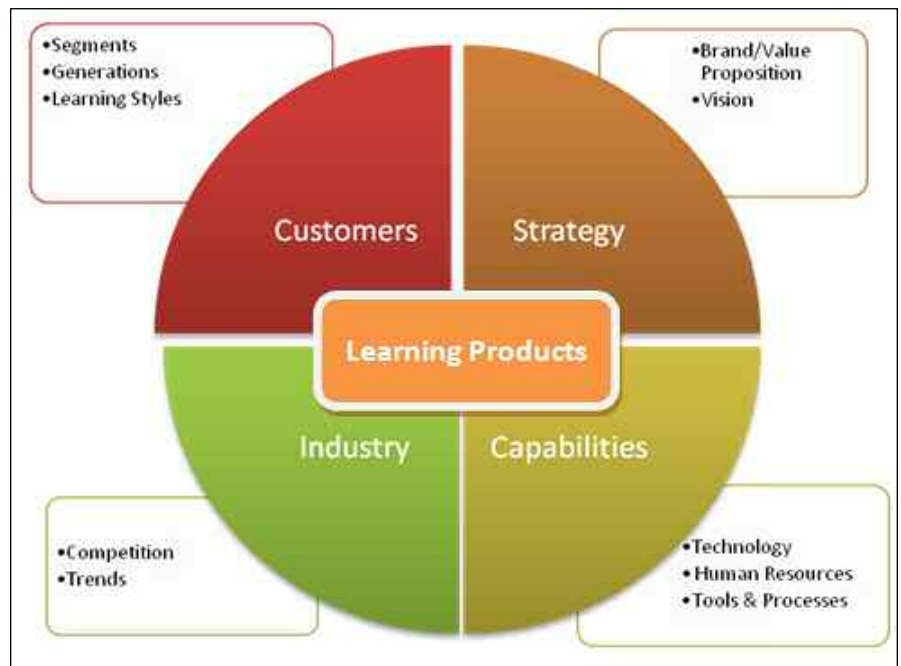 •Segments
•Generations
•Learning Styles
•Brand/Value
Proposition
•Vision
Customers
Strategy
Learning Products
Industry
Capabilities
•Competition
•Trends
•Technology
•Human Resources
•Tools & Processes